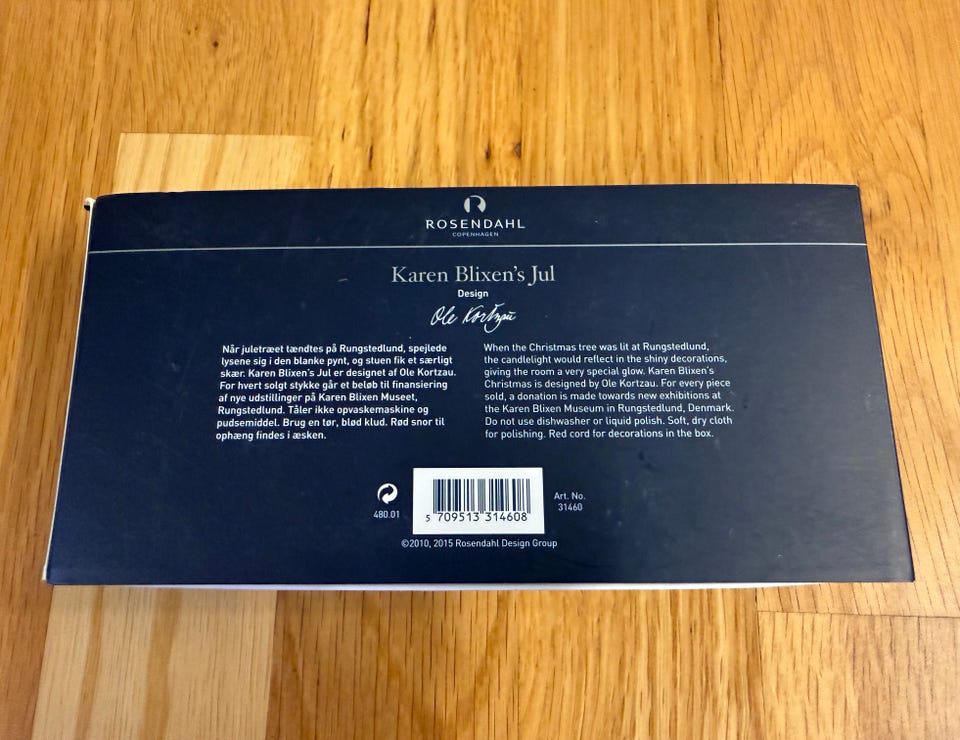 ROSENDAHL
COPENHAGEN
Karen Blixen's Jul
Design
Ole Kortzau
Når juletræet tændtes på Rungstedlund, spejlede
lysene sig i den blanke pynt, og stuen fik et særligt
skær. Karen Blixen's Jul er designet af Ole Kortzau.
For hvert solgt stykke går et beløb til finansiering
af nye udstillinger på Karen Blixen Museet,
Rungstedlund. Tåler ikke opvaskemaskine og
pudsemiddel. Brug en tør, blød klud. Rød snor til
ophæng findes i æsken.
When the Christmas tree was lit at Rungstedlund,
the candlelight would reflect in the shiny decorations,
giving the room a very special glow. Karen Blixen's
Christmas is designed by Ole Kortzau. For every piece
sold, a donation is made towards new exhibitions at
the Karen Blixen Museum in Rungstedlund, Denmark.
Do not use dishwasher or liquid polish. Soft, dry cloth
for polishing. Red cord for decorations in the box.
480.01
5 709513 314608
Art. No.
31460
©2010, 2015 Rosendahl Design Group